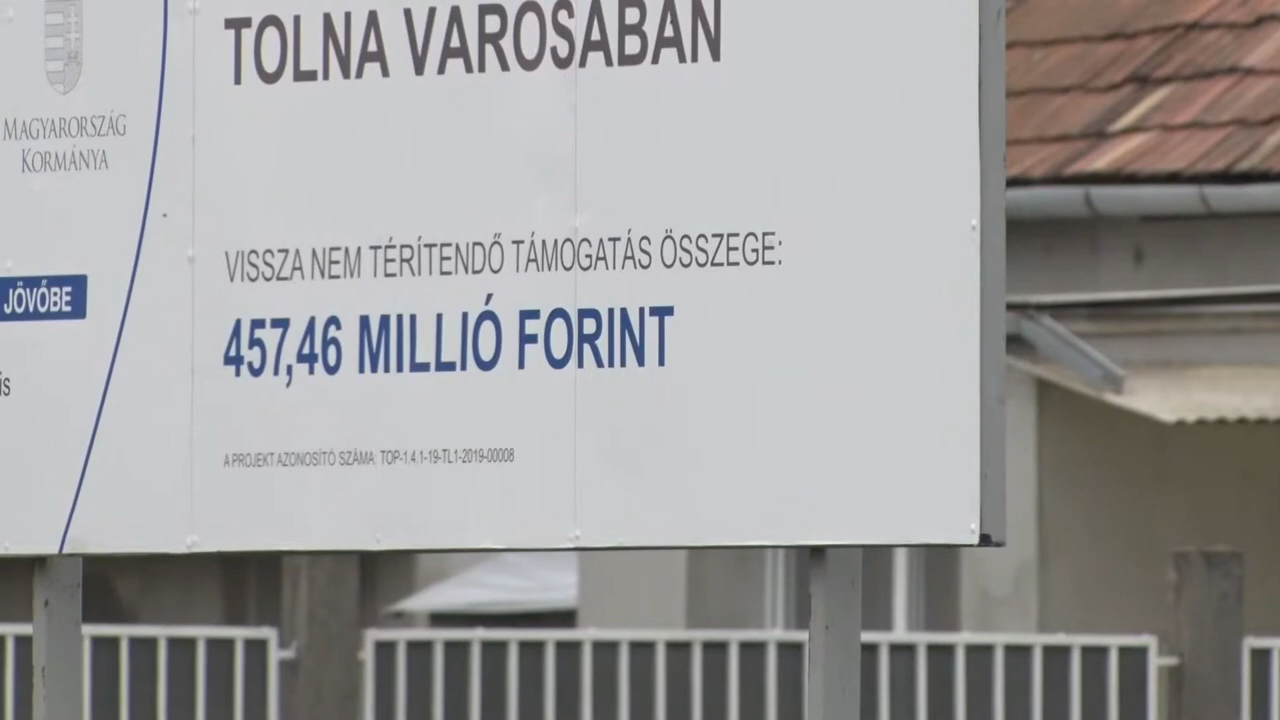 TOLNA VÁROSÁBAN
MAGYARORSZÁG
KORMÁNYA
VISSZA NEM TÉRÍTENDŐ TÁMOGATÁS ÖSSZEGE:
JÖVŐBE
457,46 MILLIÓ FORINT
is
A PROJEKT AZONOSÍTÓ SZÁMA: TOP-1.4.1-19-TL1-2019-00008